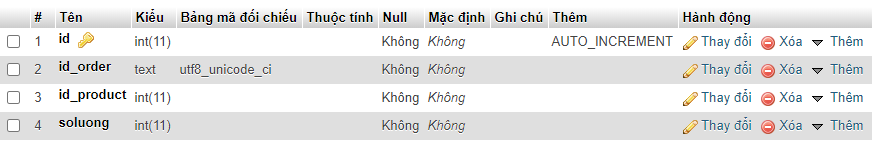 # Tên Kiểu Bảng mã đối chiếu Thuộc tính Null Mặc định Ghi chú Thêm Hành động
1 id int(11) Không Không AUTO_INCREMENT Thay đổi Xóa Thêm
2 id_order text utf8_unicode_ci Không Không Thay đổi Xóa Thêm
3 id_product int(11) Không Không Thay đổi Xóa Thêm
4 soluong int(11) Không Không Thay đổi Xóa Thêm